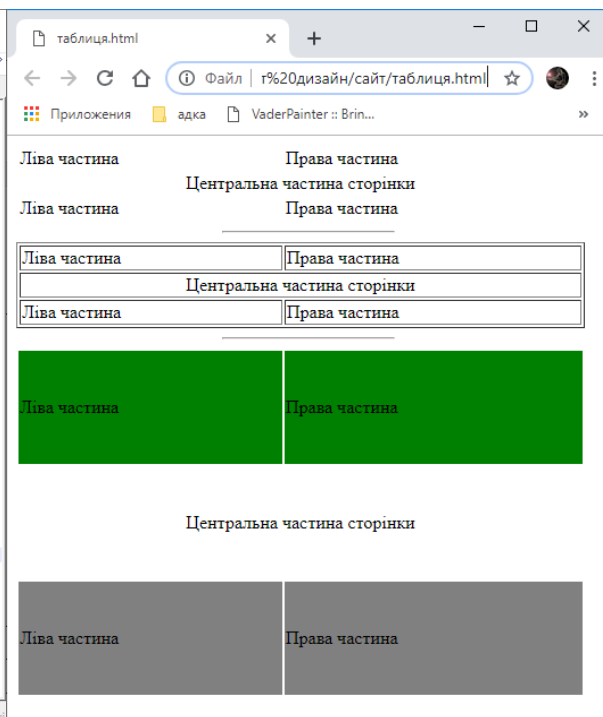 таблиця.html
Файл | т%20дизайн/сайт/таблиця.html
Приложения адка VaderPainter :: Brin...
Ліва частина Права частина
Центральна частина сторінки
Ліва частина Права частина
Ліва частина Права частина
Центральна частина сторінки
Ліва частина Права частина
Ліва частина Права частина
Центральна частина сторінки
Ліва частина Права частина